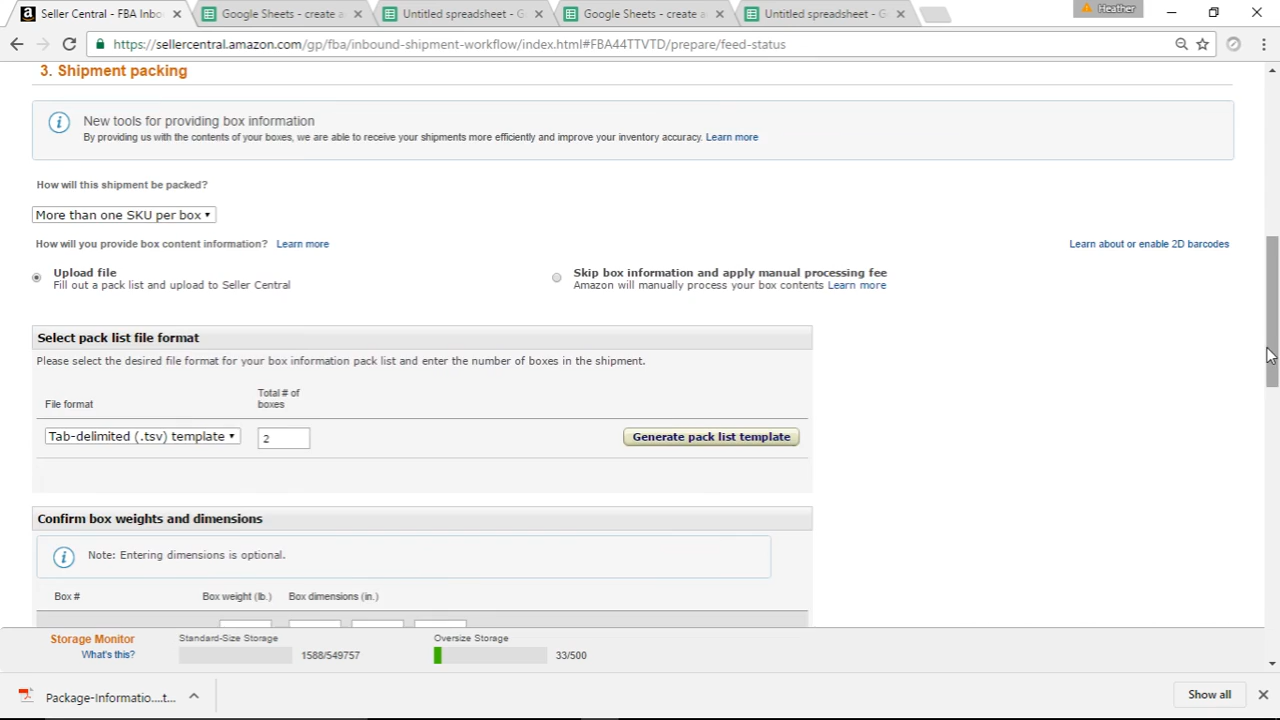 Seller Central - FBA Inbo
Google Sheets - create a
Untitled spreadsheet - G
Google Sheets - create a
Untitled spreadsheet - G
Heather
https://sellercentral.amazon.com/gp/fba/inbound-shipment-workflow/index.html#FBA44TTVTD/prepare/feed-status
3. Shipment packing
New tools for providing box information
By providing us with the contents of your boxes, we are able to receive your shipments more efficiently and improve your inventory accuracy. Learn more
How will this shipment be packed?
More than one SKU per box
How will you provide box content information? Learn more
Learn about or enable 2D barcodes
Upload file
Fill out a pack list and upload to Seller Central
Skip box information and apply manual processing fee
Amazon will manually process your box contents Learn more
Select pack list file format
Please select the desired file format for your box information pack list and enter the number of boxes in the shipment.
File format
Total # of
boxes
Tab-delimited (.tsv) template
2
Generate pack list template
Confirm box weights and dimensions
Note: Entering dimensions is optional.
Box # Box weight (lb.) Box dimensions (in.)
Storage Monitor
What's this?
Standard-Size Storage
1588/549757
Oversize Storage
33/500
Package-Informatio....t...
Show all